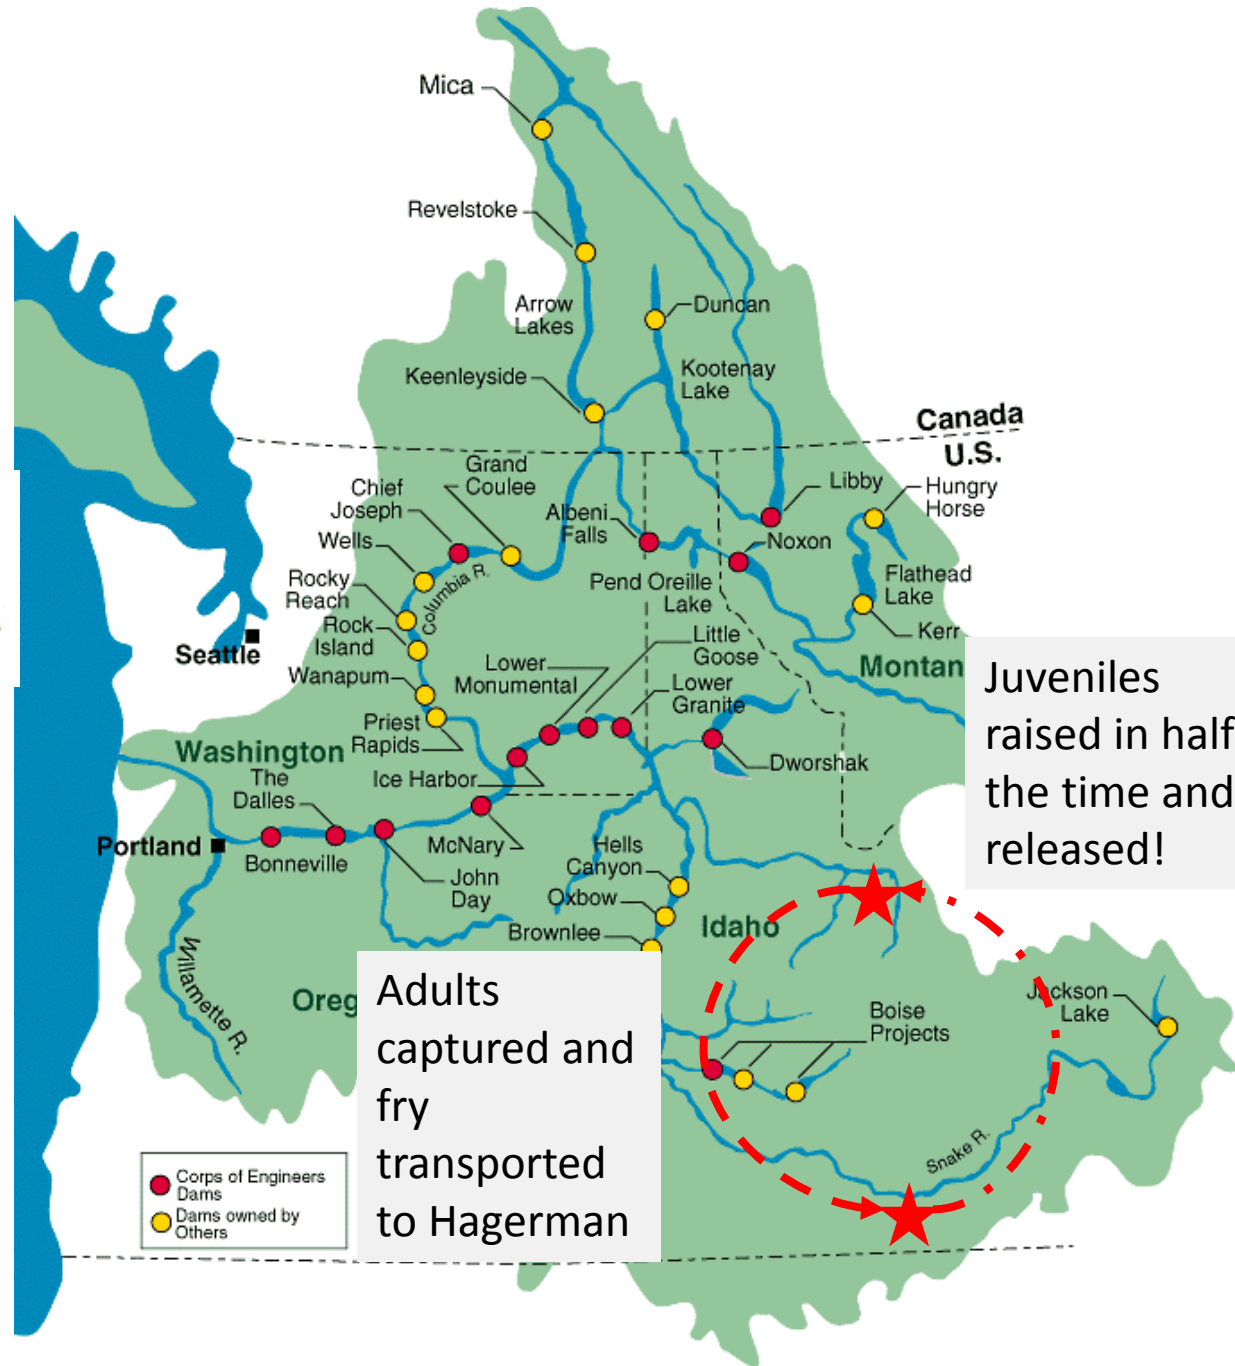 Mica
Revelstoke
Arrow
Lakes
Duncan
Keenleyside
Kootenay
Lake
Canada
U.S.
Grand
Coulee
Chief
Joseph
Albeni
Falls
Libby
Hungry
Horse
Wells
Noxon
Columbia R.
Rocky
Reach
Pend Oreille
Lake
Flathead
Lake
Rock
Island
Seattle
Little
Goose
Kerr
Wanapum
Lower
Monumental
Lower
Granite
Montan
Priest
Rapids
Washington
Ice Harbor
Dworshak
The
Dalles
Portland
Bonneville
McNary
John
Day
Hells
Canyon
Oxbow
Brownlee
Idaho
Juveniles
raised in half
the time and
released!
Willamette R.
Oreg
Adults
captured and
fry
transported
to Hagerman
Boise
Projects
Jackson
Lake
Snake R.
Corps of Engineers
Dams
Dams owned by
Others